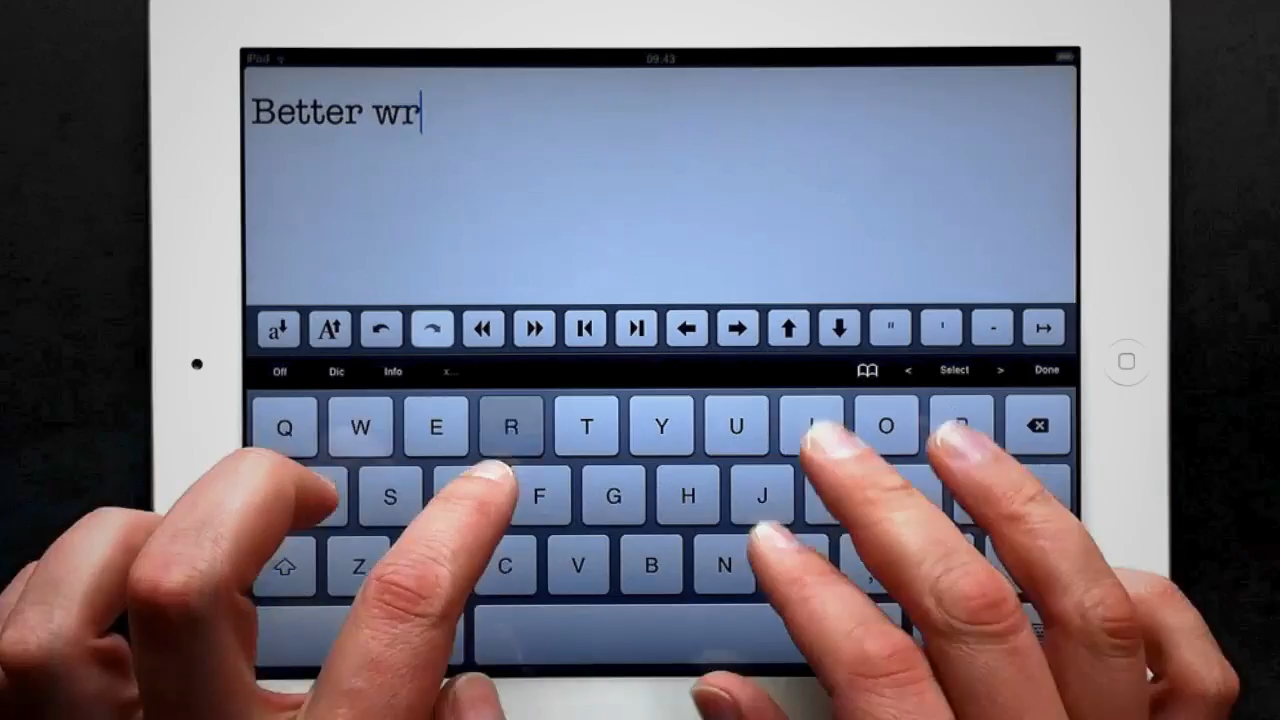 iPad 09.43
Better wr
a A " ' -
Off Dic Info x... < Select > Done
Q W E R T Y U I O P
S F G H J
Z C V B N ,